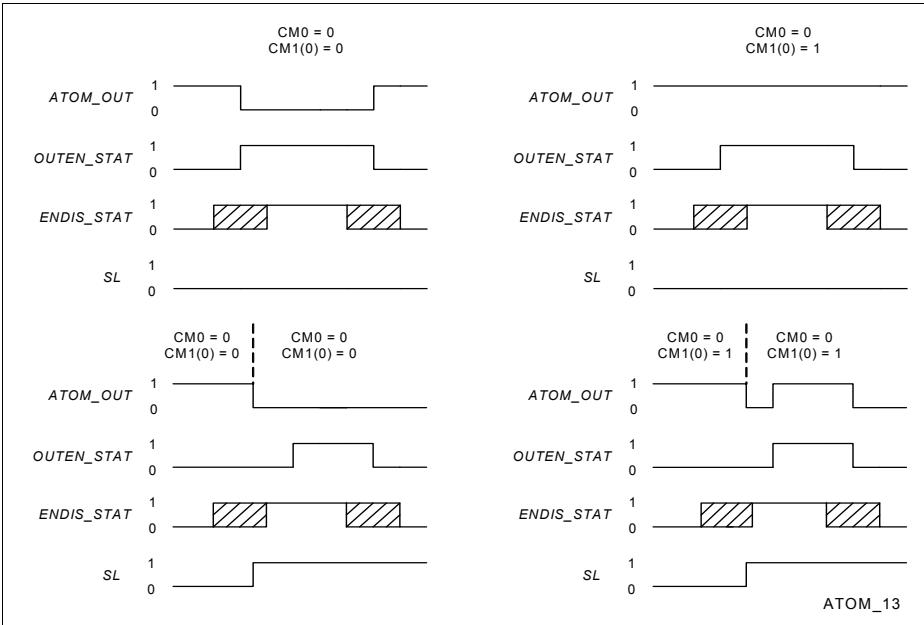 CM0 = 0
CM1(0) = 0
ATOM_OUT
1
0
OUTEN_STAT
1
0
ENDIS_STAT
1
0
SL
1
0
CM0 = 0
CM1(0) = 1
ATOM_OUT
1
0
OUTEN_STAT
1
0
ENDIS_STAT
1
0
SL
1
0
CM0 = 0
CM1(0) = 0
CM0 = 0
CM1(0) = 0
ATOM_OUT
1
0
OUTEN_STAT
1
0
ENDIS_STAT
1
0
SL
1
0
CM0 = 0
CM1(0) = 1
CM0 = 0
CM1(0) = 1
ATOM_OUT
1
0
OUTEN_STAT
1
0
ENDIS_STAT
1
0
SL
1
0
ATOM_13